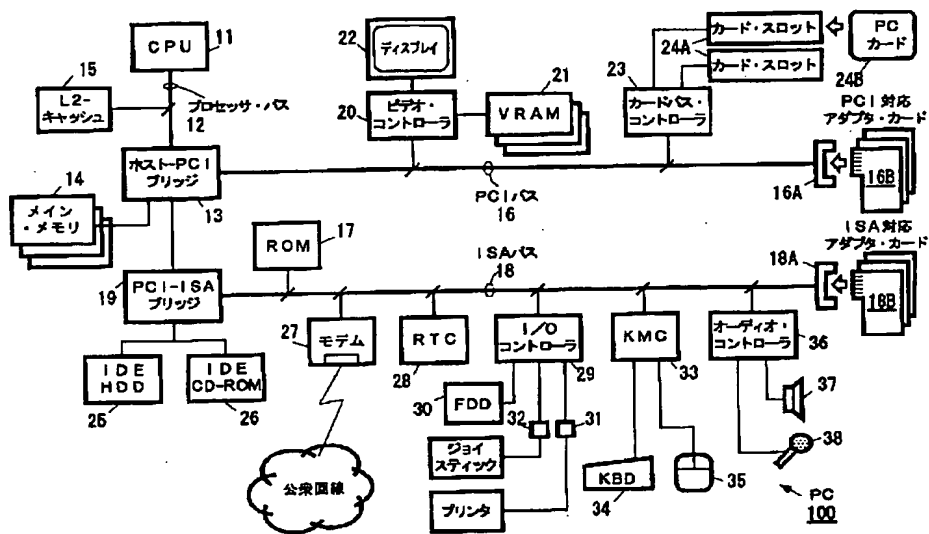 CPU
11
15
L2-
キャッシュ
プロセッサ・バス
12
22
ディスプレイ
20
ビデオ・
コントローラ
21
VRAM
23
カードバス・
コントローラ
カード・スロット
24A
カード・スロット
PC
カード
24B
PCI対応
アダプタ・カード
16A
16B
14
メイン
・メモリ
ホスト-PCI
ブリッジ
13
PCIバス
16
ROM
17
ISAバス
18
ISA対応
アダプタ・カード
18A
18B
19
PCI-ISA
ブリッジ
IDE
HDD
25
IDE
CD-ROM
26
27
モデム
RTC
28
I/O
コントローラ
29
KMC
33
オーディオ・
コントローラ
36
37
38
30
FDD
32
31
ジョイ
スティック
プリンタ
KBD
34
35
公衆回線
PC
100